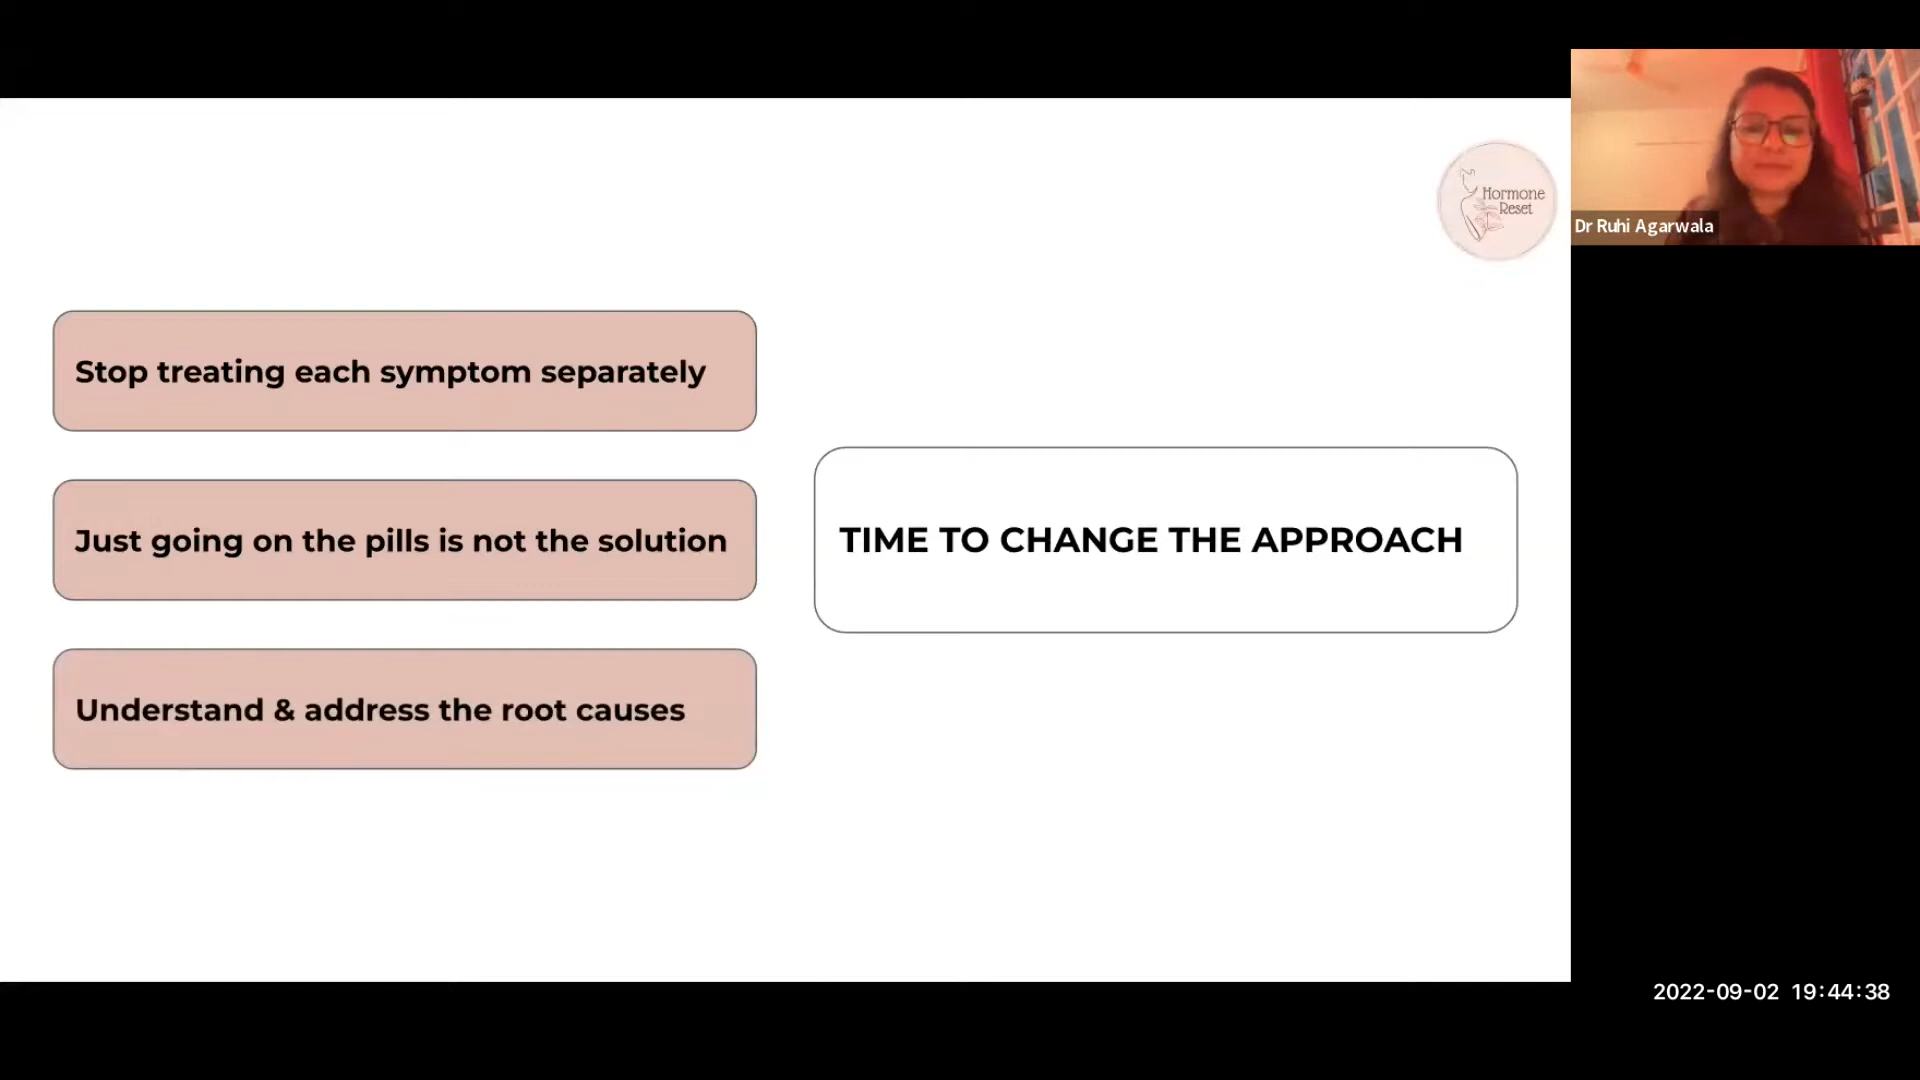 Hormone
Reset
Dr Ruhi Agarwala
Stop treating each symptom separately
Just going on the pills is not the solution
TIME TO CHANGE THE APPROACH
Understand & address the root causes
2022-09-02 19:44:38